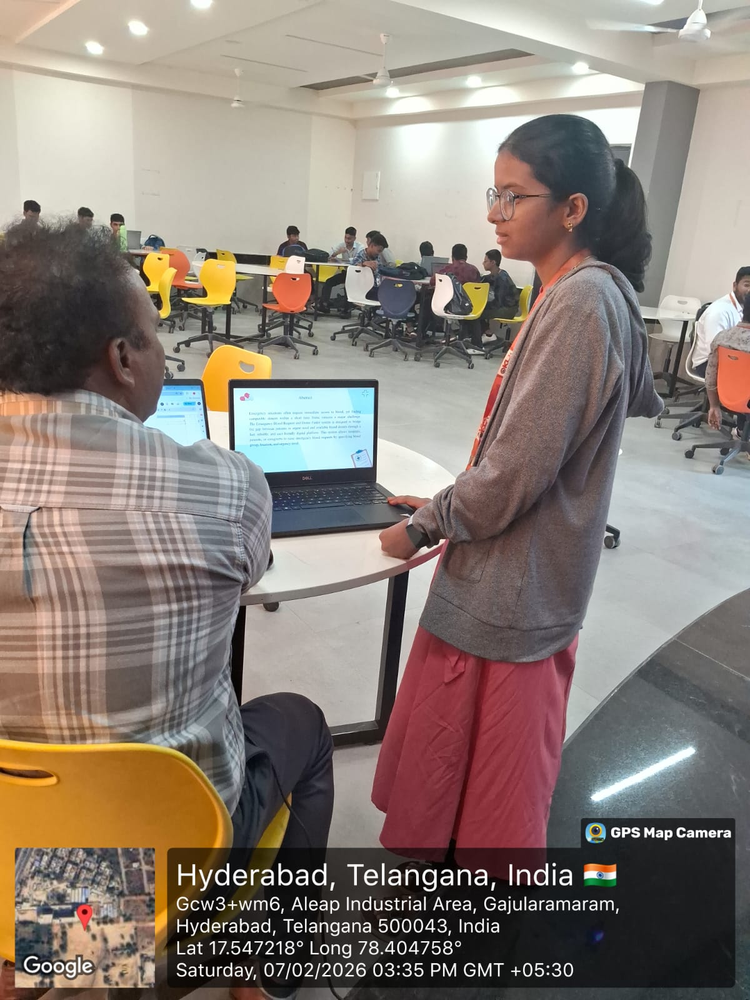 Abstract
Emergency situations often require immediate access to blood, yet finding
compatible donors within a short time frame remains a major challenge.
The Emergency Blood Request and Donor Finder system is designed to bridge
the gap between patients in urgent need and available blood donors through a
fast, reliable, and user-friendly digital platform. This system allows hospitals,
patients, or caregivers to raise emergency blood requests by specifying blood
group, location, and urgency level.
DELL
GPS Map Camera
Hyderabad, Telangana, India
Gcw3+wm6, Aleap Industrial Area, Gajularamaram,
Hyderabad, Telangana 500043, India
Lat 17.547218° Long 78.404758°
Saturday, 07/02/2026 03:35 PM GMT +05:30
Google